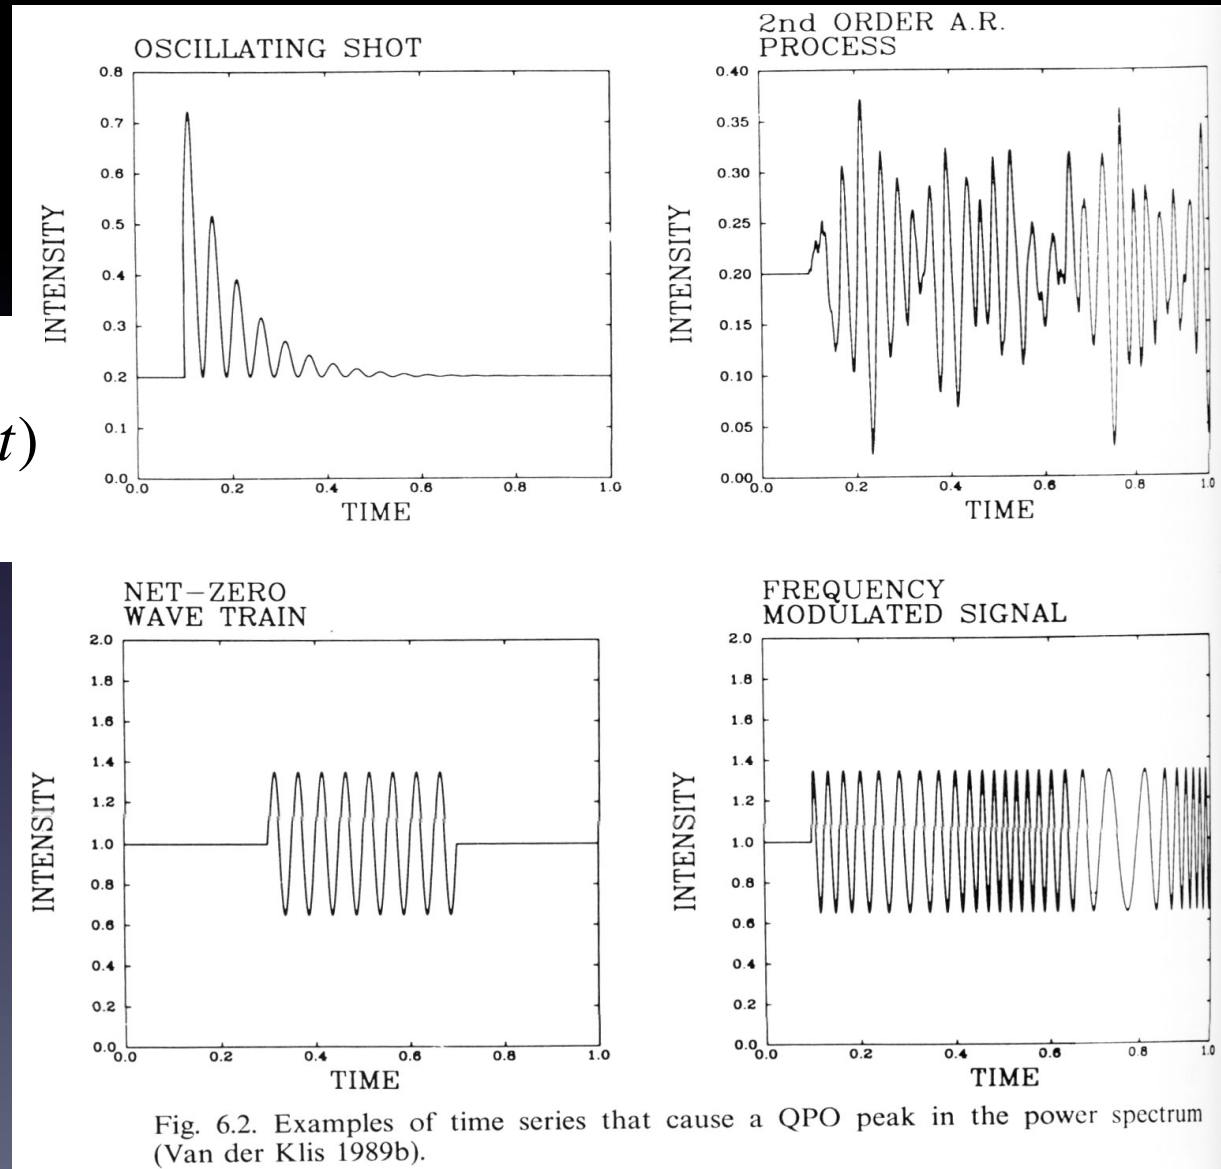 OSCILLATING SHOT
0.8
0.7
0.6
0.5
0.4
0.3
0.2
0.1
0.0
INTENSITY
0.0 0.2 0.4 0.6 0.8 1.0
TIME
2nd ORDER A.R.
PROCESS
0.40
0.35
0.30
0.25
0.20
0.15
0.10
0.05
0.00
INTENSITY
0.0 0.2 0.4 0.6 0.8 1.0
TIME
t)
NET-ZERO
WAVE TRAIN
2.0
1.8
1.6
1.4
1.2
1.0
0.8
0.6
0.4
0.2
0.0
INTENSITY
0.0 0.2 0.4 0.6 0.8 1.0
TIME
FREQUENCY
MODULATED SIGNAL
2.0
1.8
1.6
1.4
1.2
1.0
0.8
0.6
0.4
0.2
0.0
INTENSITY
0.0 0.2 0.4 0.6 0.8 1.0
TIME
Fig. 6.2. Examples of time series that cause a QPO peak in the power spectrum
(Van der Klis 1989b).